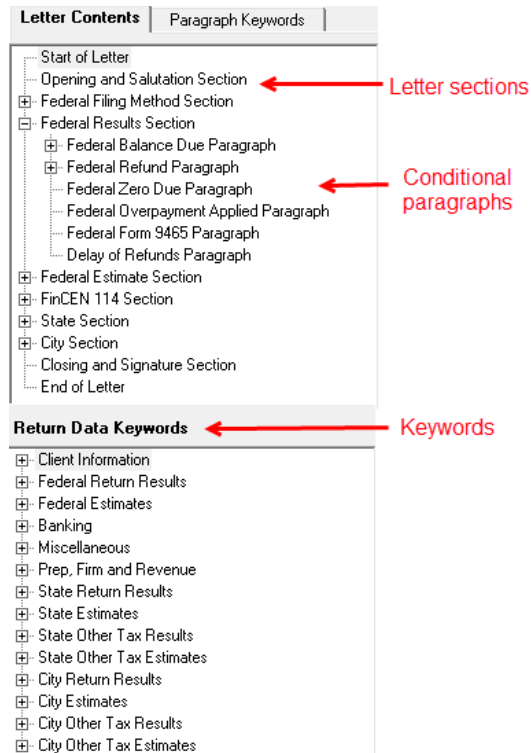 Letter Contents
Paragraph Keywords
Start of Letter
Opening and Salutation Section
Letter sections
Federal Filing Method Section
Federal Results Section
Federal Balance Due Paragraph
Federal Refund Paragraph
Federal Zero Due Paragraph
Conditional
paragraphs
Federal Overpayment Applied Paragraph
Federal Form 9465 Paragraph
Delay of Refunds Paragraph
Federal Estimate Section
FinCEN 114 Section
State Section
City Section
Closing and Signature Section
End of Letter
Return Data Keywords
Keywords
Client Information
Federal Return Results
Federal Estimates
Banking
Miscellaneous
Prep, Firm and Revenue
State Return Results
State Estimates
State Other Tax Results
State Other Tax Estimates
City Return Results
City Estimates
City Other Tax Results
City Other Tax Estimates